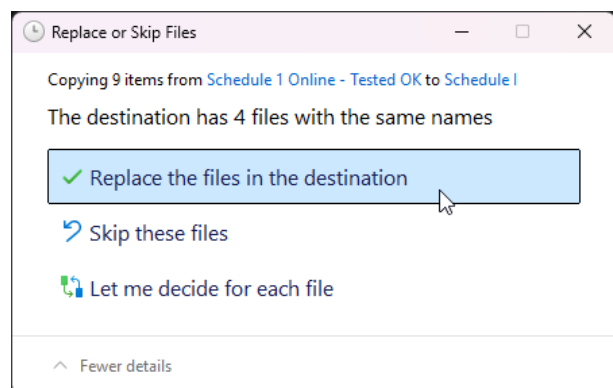 Replace or Skip Files
Copying 9 items from Schedule 1 Online - Tested OK to Schedule I
The destination has 4 files with the same names
Replace the files in the destination
Skip these files
Let me decide for each file
Fewer details